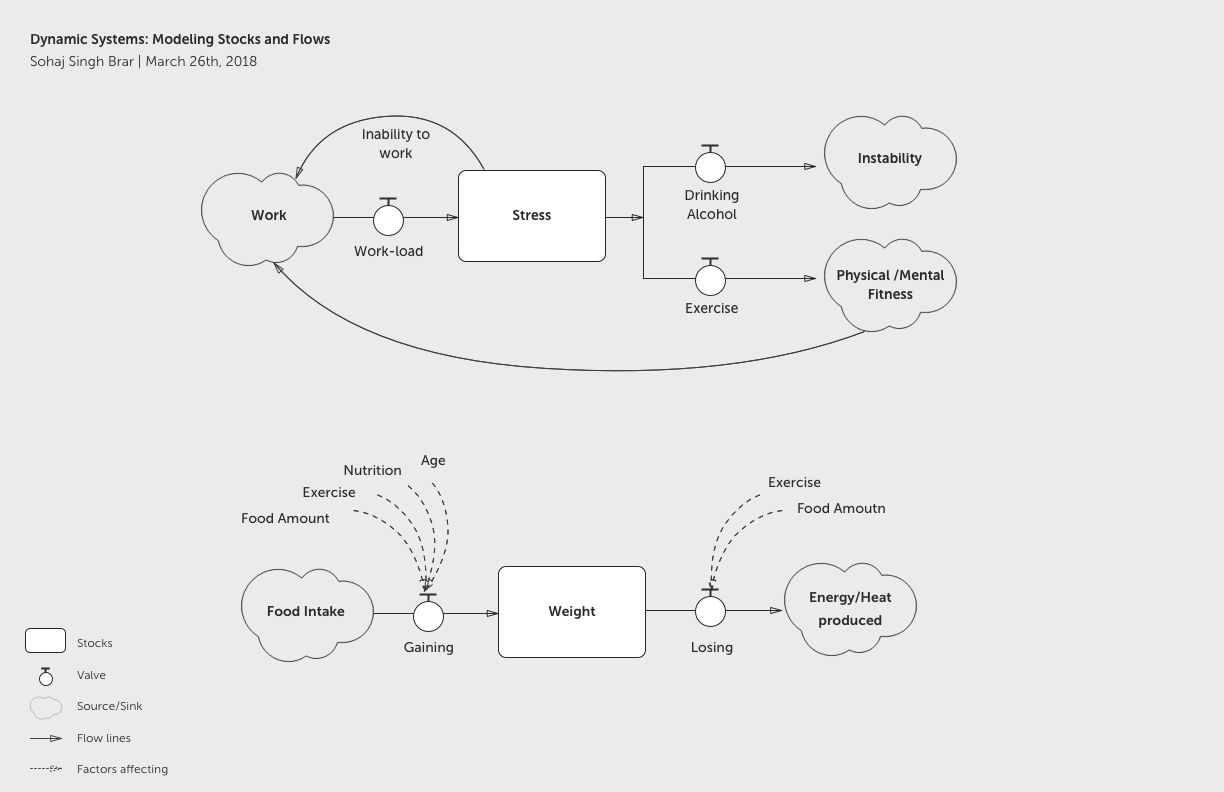 Dynamic Systems: Modeling Stocks and Flows
Sohaj Singh Brar | March 26th, 2018
Inability to
work
Work
Work-load
Stress
Drinking
Alcohol
Instability
Exercise
Physical /Mental
Fitness
Age
Nutrition
Exercise
Food Amount
Exercise
Food Amoutn
Food Intake
Gaining
Weight
Losing
Energy/Heat
produced
Stocks
Valve
Source/Sink
Flow lines
Factors affecting